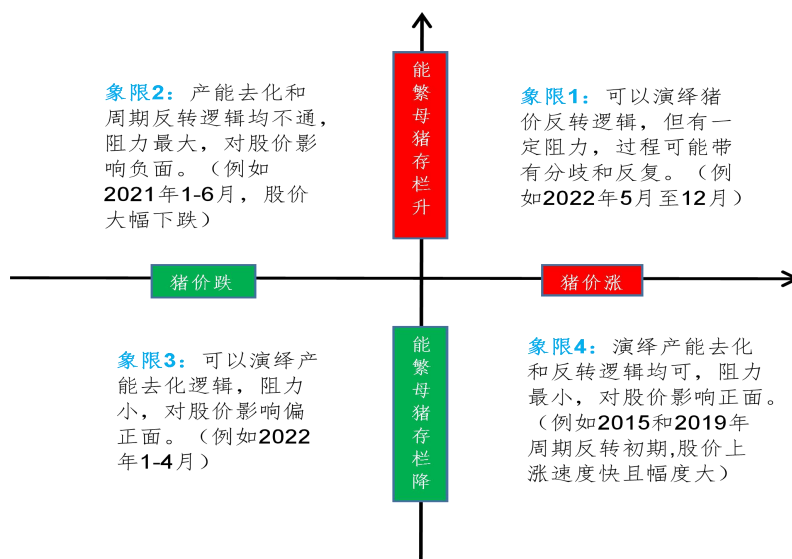 能繁母猪存栏升
象限2：产能去化和
周期反转逻辑均不通，
阻力最大，对股价影
响负面。（例如
2021年1-6月，股价
大幅下跌）
象限1：可以演绎猪
价反转逻辑，但有一
定阻力，过程可能带
有分歧和反复。（例
如2022年5月至12月）
猪价跌
猪价涨
能繁母猪存栏降
象限3：可以演绎产
能去化逻辑，阻力
小，对股价影响偏
正面。（例如2022
年1-4月）
象限4：演绎产能去化
和反转逻辑均可，阻力
最小，对股价影响正面。
（例如2015和2019年
周期反转初期,股价上
涨速度快且幅度大）